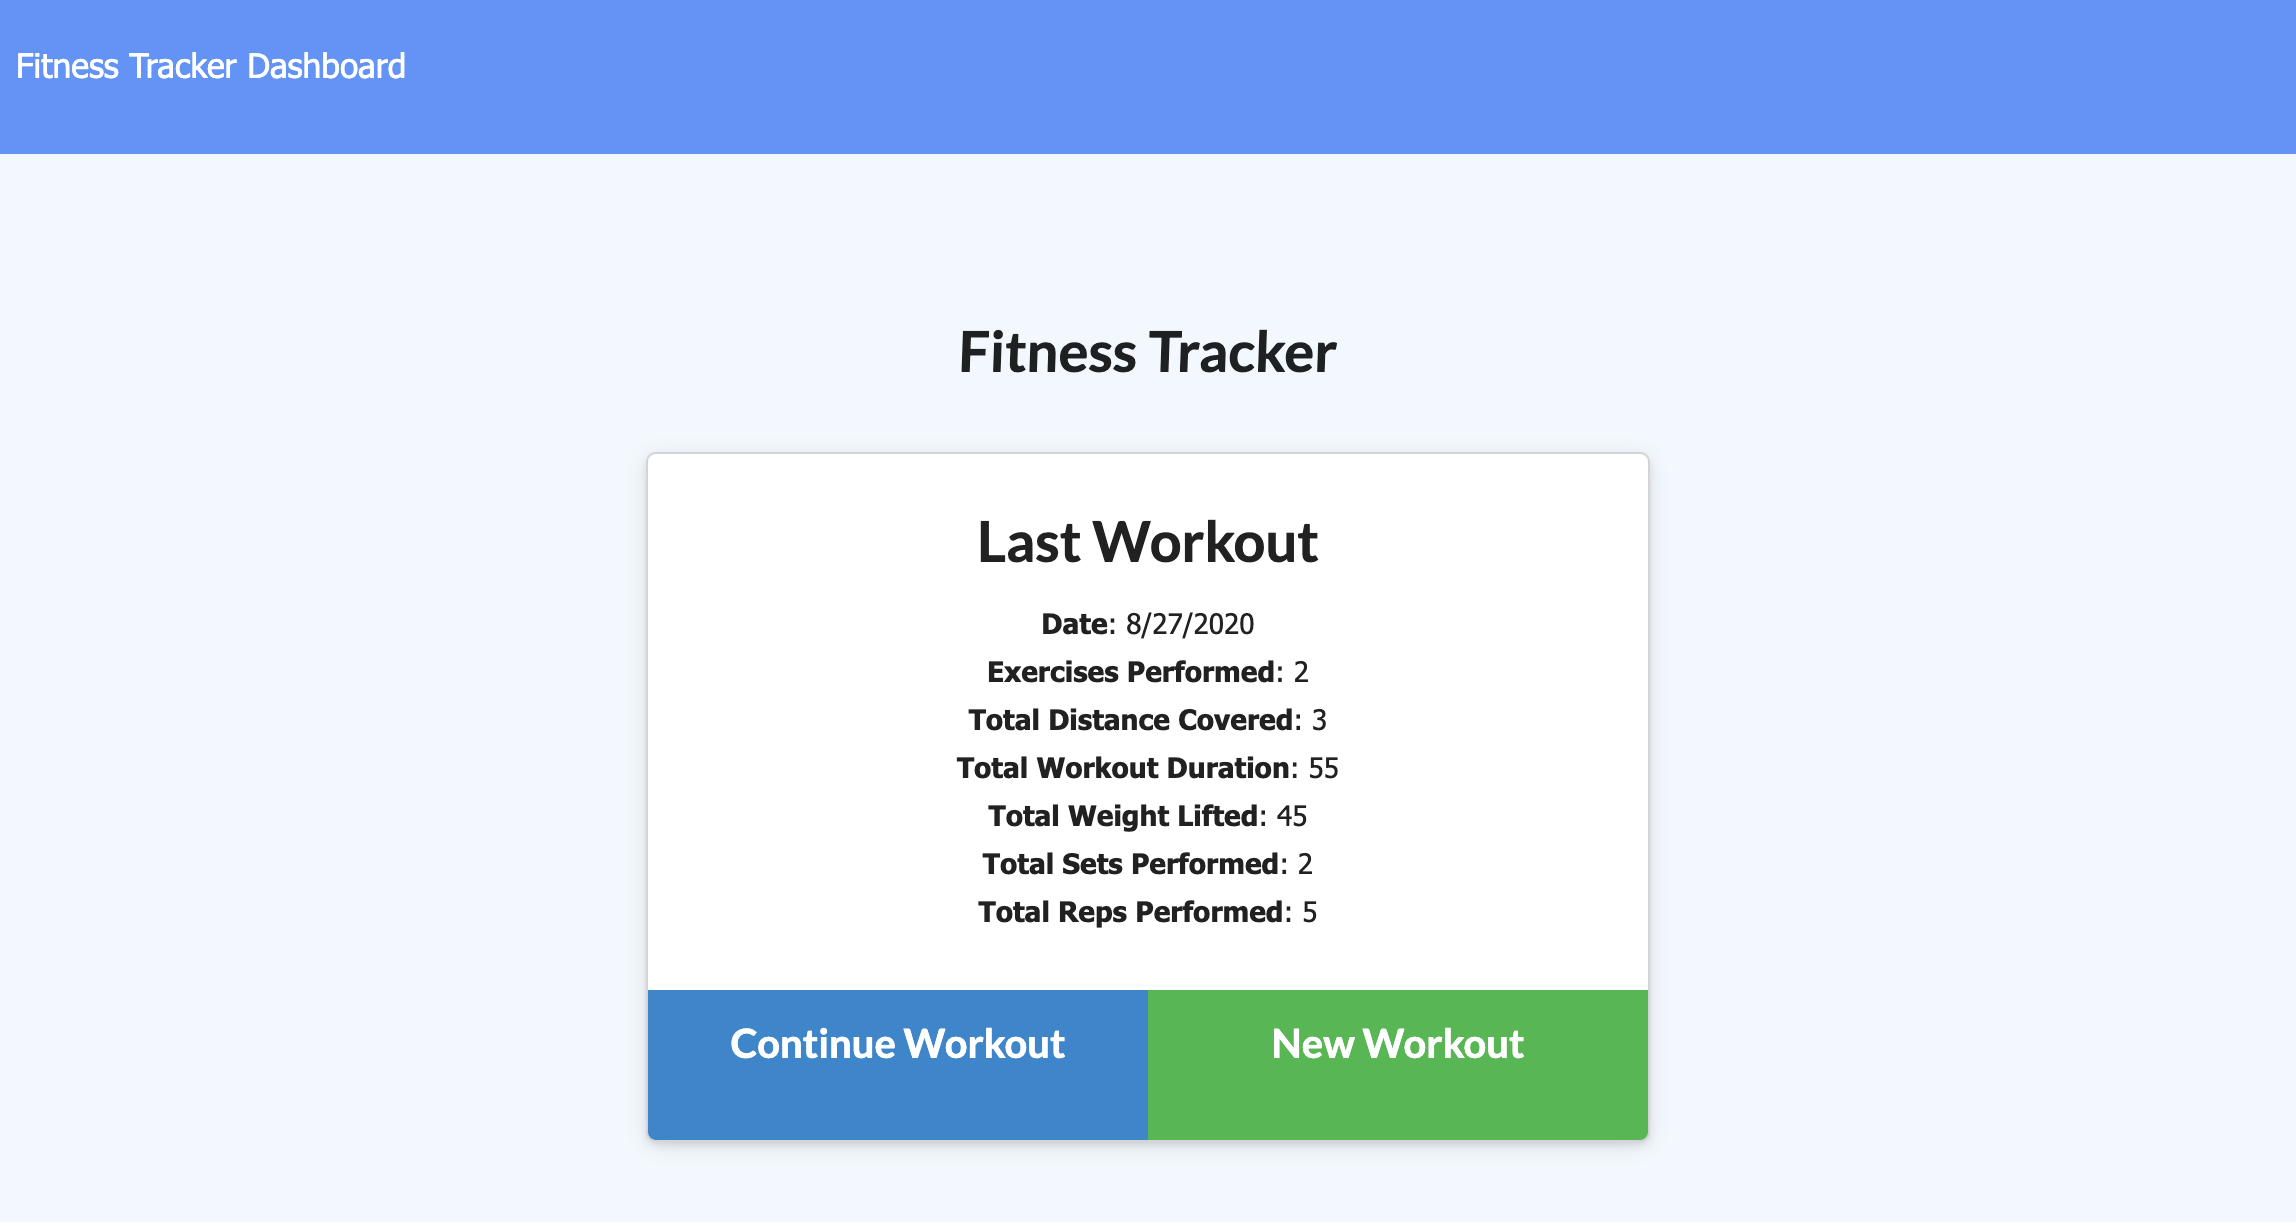 Fitness Tracker Dashboard
Fitness Tracker
Last Workout
Date: 8/27/2020
Exercises Performed: 2
Total Distance Covered: 3
Total Workout Duration: 55
Total Weight Lifted: 45
Total Sets Performed: 2
Total Reps Performed: 5
Continue Workout
New Workout